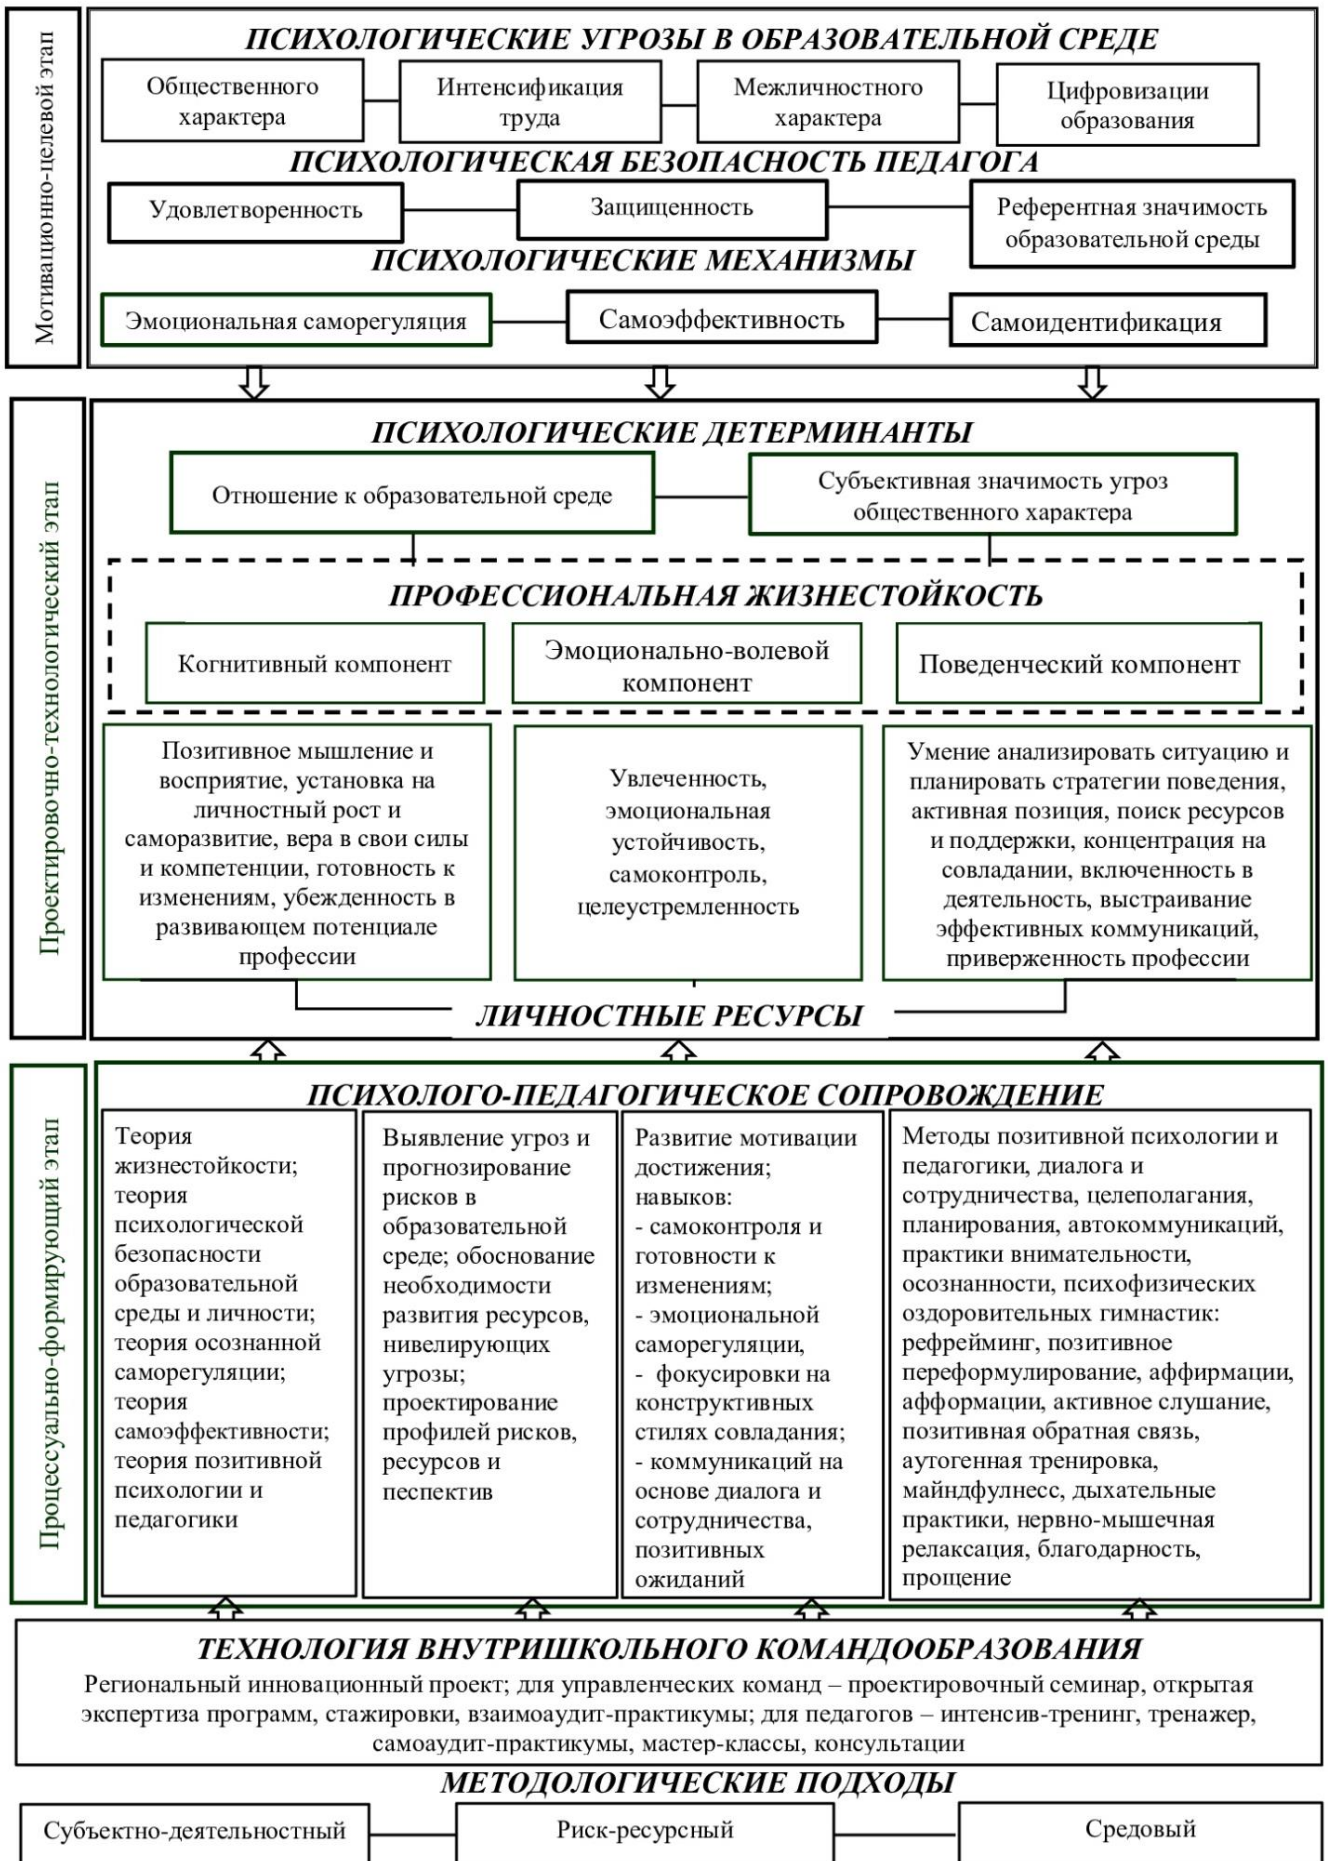 Мотивационно-целевой этап
ПСИХОЛОГИЧЕСКИЕ УГРОЗЫ В ОБРАЗОВАТЕЛЬНОЙ СРЕДЕ
Общественного
характера
Интенсификация
труда
Межличностного
характера
Цифровизации
образования
ПСИХОЛОГИЧЕСКАЯ БЕЗОПАСНОСТЬ ПЕДАГОГА
Удовлетворенность
Защищенность
Референтная значимость
образовательной среды
ПСИХОЛОГИЧЕСКИЕ МЕХАНИЗМЫ
Эмоциональная саморегуляция
Самоэффективность
Самоидентификация
Проектировочно-технологический этап
ПСИХОЛОГИЧЕСКИЕ ДЕТЕРМИНАНТЫ
Отношение к образовательной среде
Субъективная значимость угроз
общественного характера
ПРОФЕССИОНАЛЬНАЯ ЖИЗНЕСТОЙКОСТЬ
Когнитивный компонент
Эмоционально-волевой
компонент
Поведенческий компонент
Позитивное мышление и
восприятие, установка на
личностный рост и
саморазвитие, вера в свои силы
и компетенции, готовность к
изменениям, убежденность в
развивающем потенциале
профессии
Увлеченность,
эмоциональная
устойчивость,
самоконтроль,
целеустремленность
Умение анализировать ситуацию и
планировать стратегии поведения,
активная позиция, поиск ресурсов
и поддержки, концентрация на
совладании, включенность в
деятельность, выстраивание
эффективных коммуникаций,
приверженность профессии
ЛИЧНОСТНЫЕ РЕСУРСЫ
Процессуально-формирующий этап
ПСИХОЛОГО-ПЕДАГОГИЧЕСКОЕ СОПРОВОЖДЕНИЕ
Теория
жизнестойкости;
теория
психологической
безопасности
образовательной
среды и личности;
теория осознанной
саморегуляции;
теория
самоэффективности;
теория позитивной
психологии и
педагогики
Выявление угроз и
прогнозирование
рисков в
образовательной
среде; обоснование
необходимости
развития ресурсов,
нивелирующих
угрозы;
проектирование
профилей рисков,
ресурсов и
песпектив
Развитие мотивации
достижения;
навыков:
- самоконтроля и
готовности к
изменениям;
- эмоциональной
саморегуляции,
- фокусировки на
конструктивных
стилях совладания;
- коммуникаций на
основе диалога и
сотрудничества,
позитивных
ожиданий
Методы позитивной психологии и
педагогики, диалога и
сотрудничества, целеполагания,
планирования, автокоммуникаций,
практики внимательности,
осознанности, психофизических
оздоровительных гимнастик:
рефрейминг, позитивное
переформулирование, аффирмации,
афформации, активное слушание,
позитивная обратная связь,
аутогенная тренировка,
майндфулнесс, дыхательные
практики, нервно-мышечная
релаксация, благодарность,
прощение
ТЕХНОЛОГИЯ ВНУТРИШКОЛЬНОГО КОМАНДООБРАЗОВАНИЯ
Региональный инновационный проект; для управленческих команд – проектировочный семинар, открытая
экспертиза программ, стажировки, взаимоаудит-практикумы; для педагогов – интенсив-тренинг, тренажер,
самоаудит-практикумы, мастер-классы, консультации
МЕТОДОЛОГИЧЕСКИЕ ПОДХОДЫ
Субъектно-деятельностный
Риск-ресурсный
Средовый